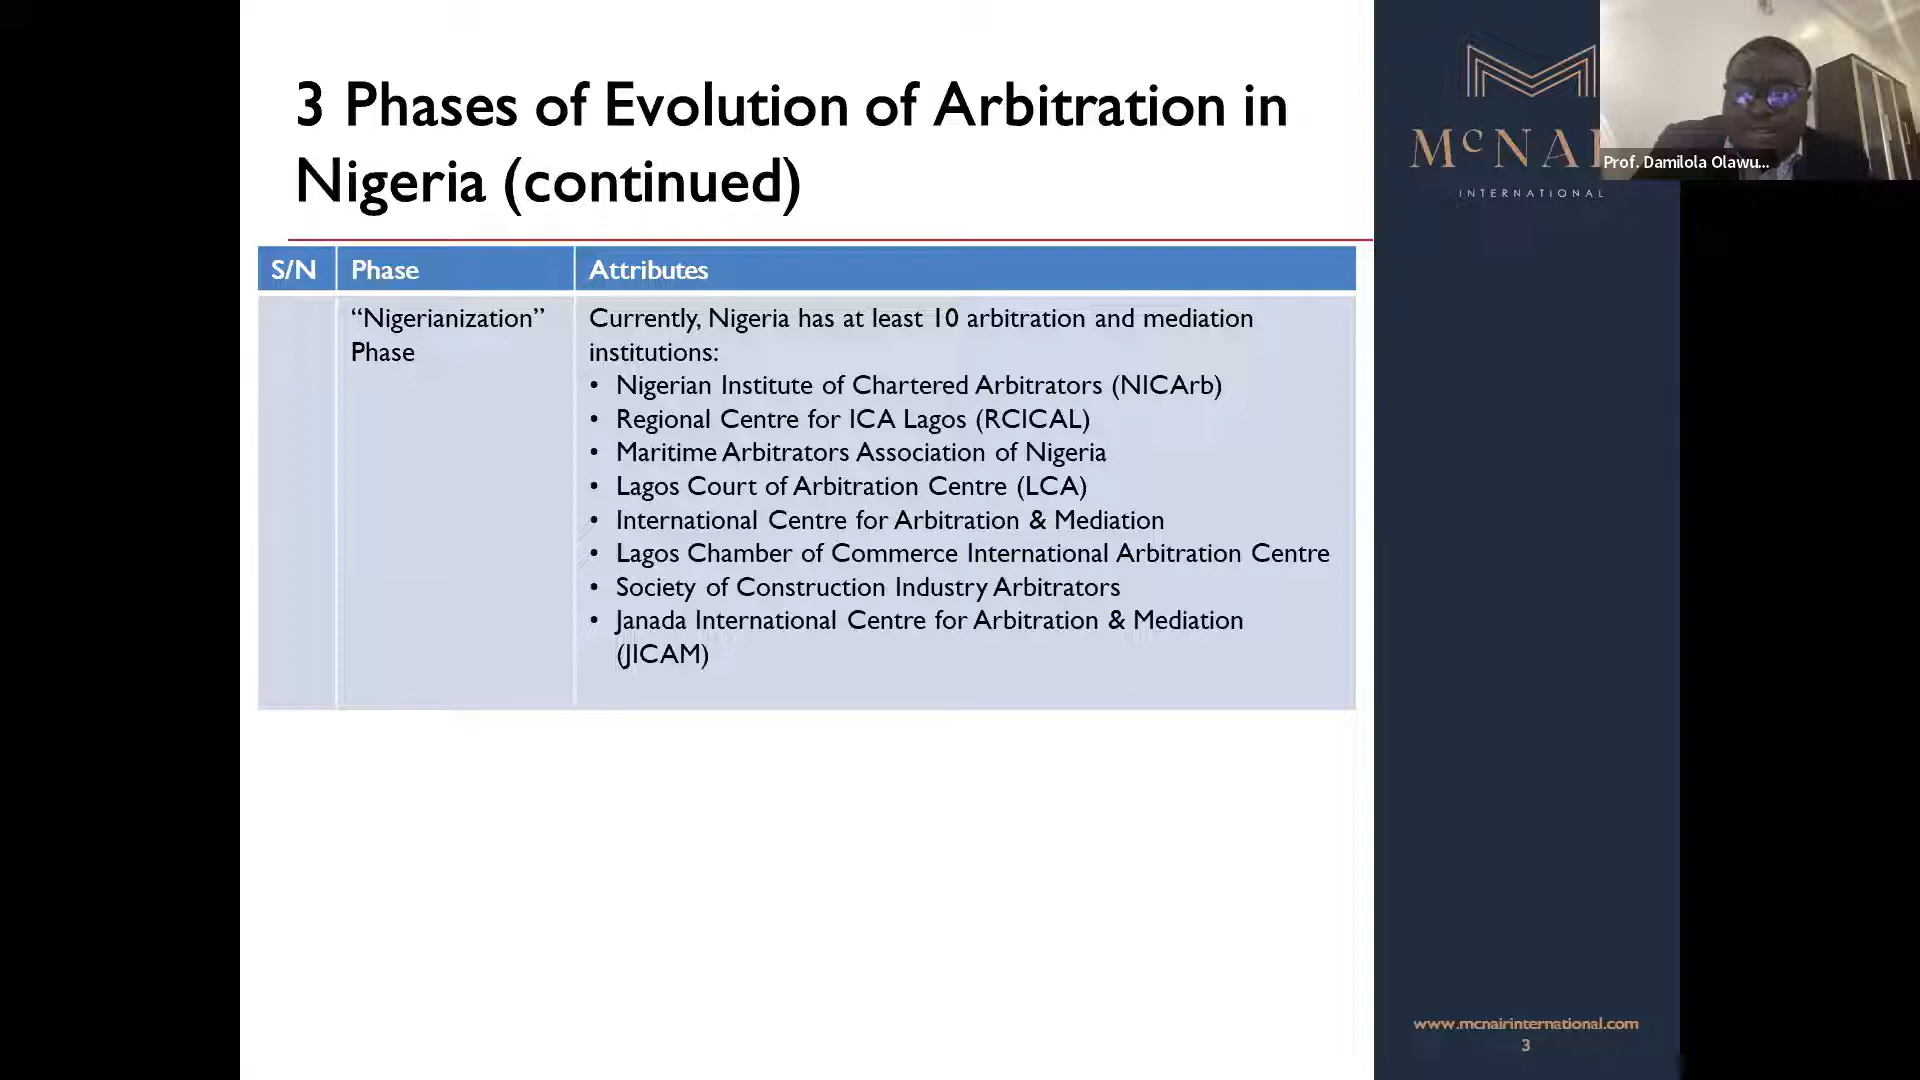 3 Phases of Evolution of Arbitration in
Nigeria (continued)
S/N Phase Attributes
“Nigerianization”
Phase
Currently, Nigeria has at least 10 arbitration and mediation
institutions:
• Nigerian Institute of Chartered Arbitrators (NICArb)
• Regional Centre for ICA Lagos (RCICAL)
• Maritime Arbitrators Association of Nigeria
• Lagos Court of Arbitration Centre (LCA)
• International Centre for Arbitration & Mediation
• Lagos Chamber of Commerce International Arbitration Centre
• Society of Construction Industry Arbitrators
• Janada International Centre for Arbitration & Mediation
(JICAM)
INTERNATIONAL
Prof. Damilola Olawu...
www.mcnairinternational.com
3